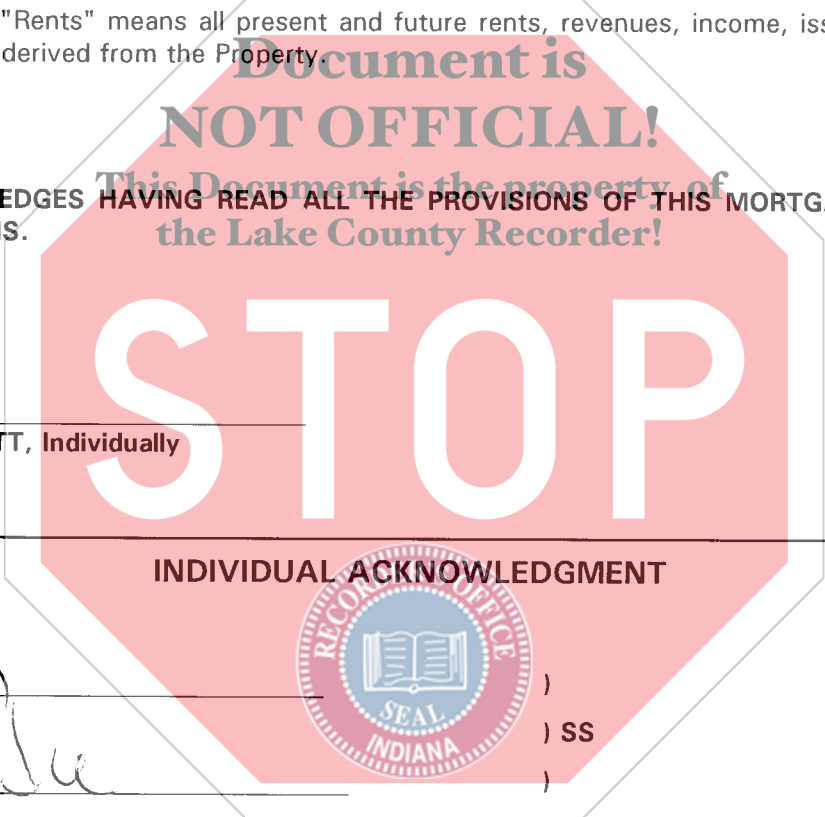 "Rents" means all present and future rents, revenues, income, iss
derived from the Property.
Document is
NOT OFFICIAL!
This Document is the property of
the Lake County Recorder!
EDGES HAVING READ ALL THE PROVISIONS OF THIS MORTGA
IS.
STOP
TT, Individually
INDIVIDUAL ACKNOWLEDGMENT
RECORDER'S OFFICE
SEAL
INDIANA
)
) SS
)